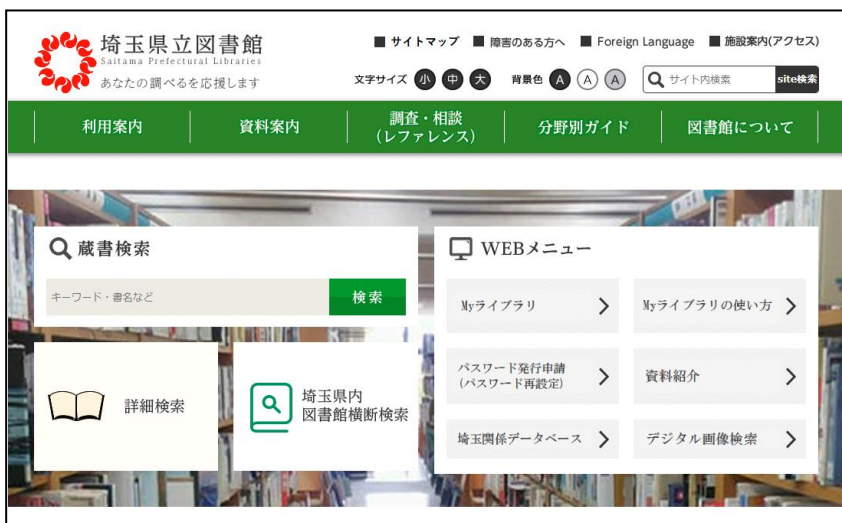 埼玉県立図書館
Saitama Prefectural Libraries
あなたの調べるを応援します
サイトマップ 障害のある方へ Foreign Language 施設案内(アクセス)
文字サイズ 小 中 大 背景色 A A A サイト内検索 site検索
利用案内
資料案内
調査・相談
(レファレンス)
分野別ガイド
図書館について
蔵書検索
キーワード・書名など 検索
詳細検索
埼玉県内
図書館横断検索
WEBメニュー
Myライブラリ
Myライブラリの使い方
パスワード発行申請
(パスワード再設定)
資料紹介
埼玉関係データベース
デジタル画像検索